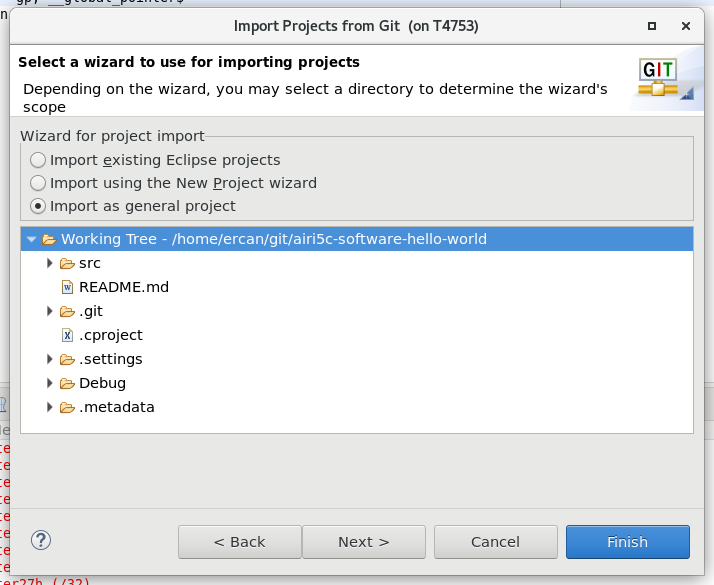 gp, __global_pointer$
Import Projects from Git (on T4753)
Select a wizard to use for importing projects
Depending on the wizard, you may select a directory to determine the wizard's
scope
GIT
Wizard for project import
Import existing Eclipse projects
Import using the New Project wizard
Import as general project
Working Tree - /home/ercan/git/airi5c-software-hello-world
src
README.md
.git
.cproject
.settings
Debug
.metadata
? < Back Next > Cancel Finish